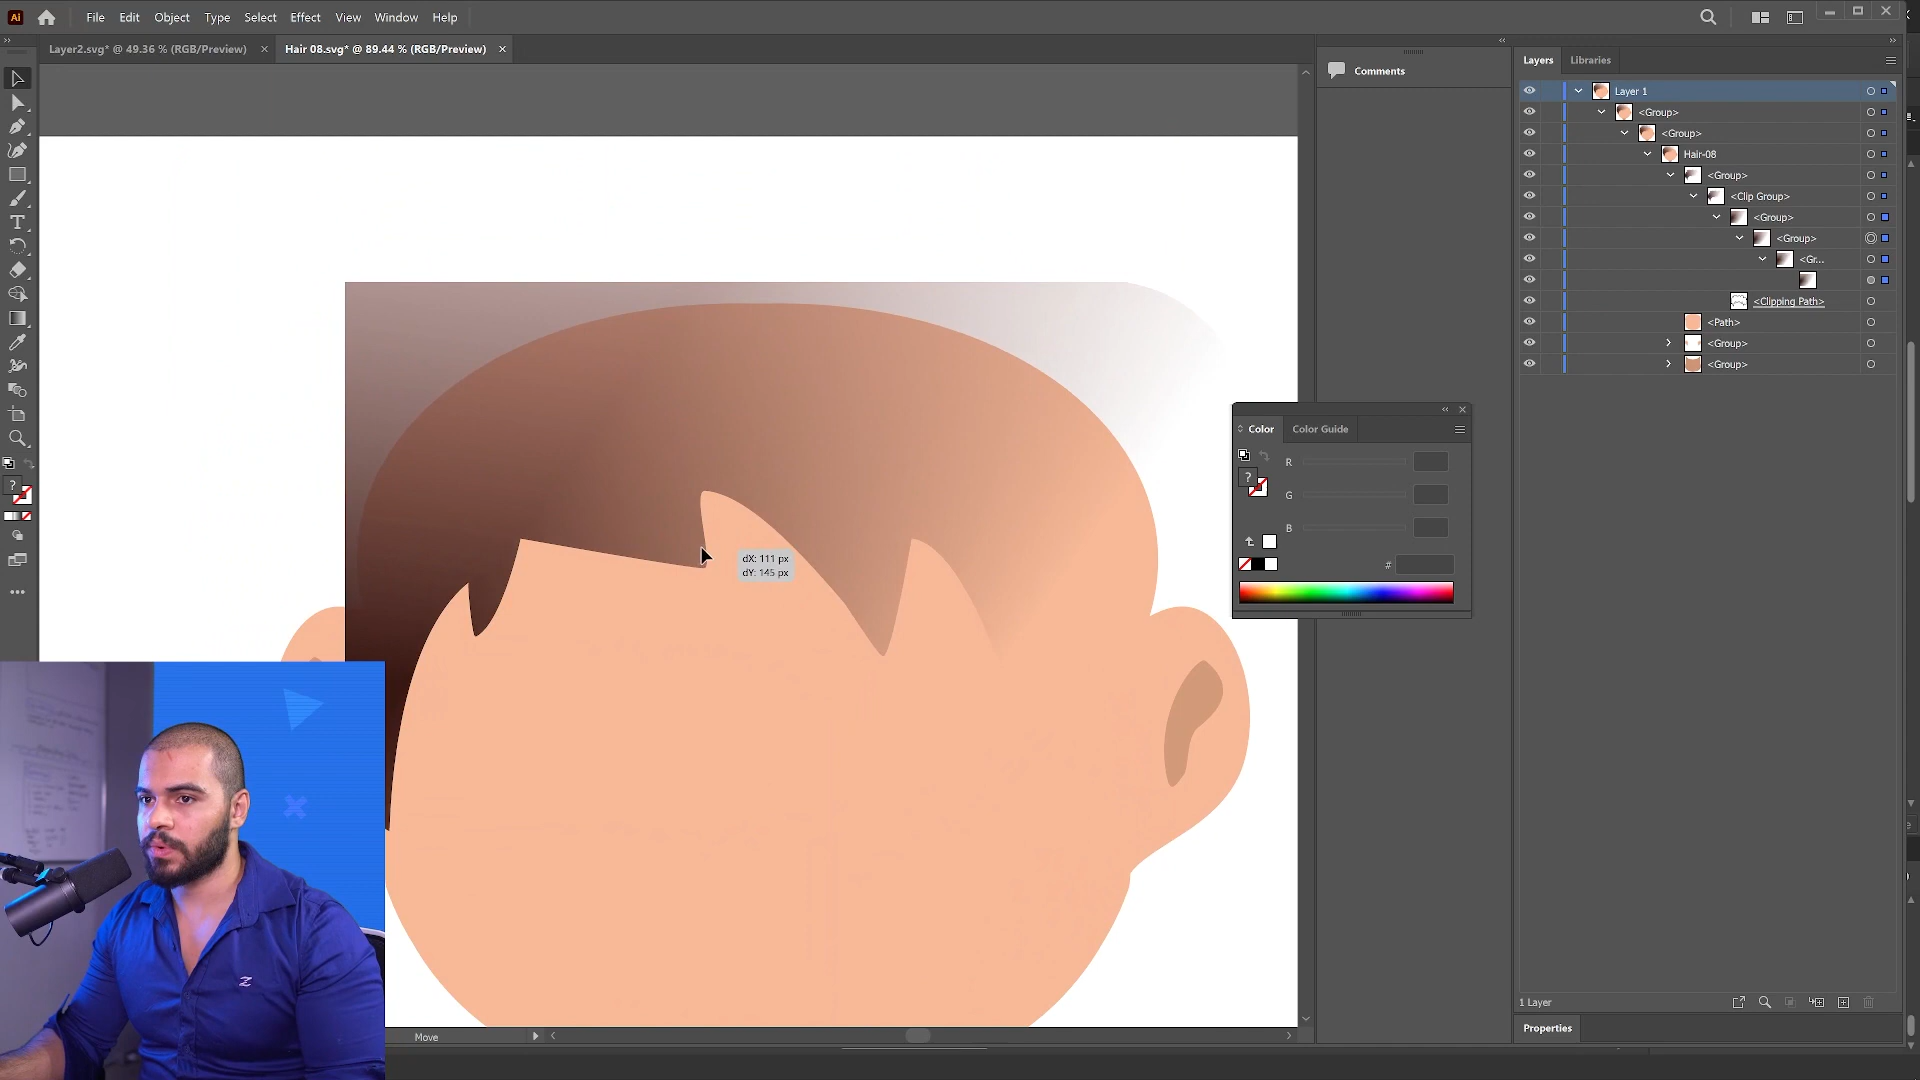 Ai File Edit Object Type Select Effect View Window Help
Layer2.svg* @ 49.36 % (RGB/Preview) Hair 08.svg* @ 89.44 % (RGB/Preview)
Comments
Layers Libraries
Layer 1
<Group>
<Group>
Hair-08
<Group>
<Clip Group>
<Group>
<Group>
<Gr...
<Clipping Path>
<Path>
<Group>
<Group>
Color Color Guide
R
G
B
#
?
?
dX: 111 px
dY: 145 px
T
Z
1 Layer
Properties
Move